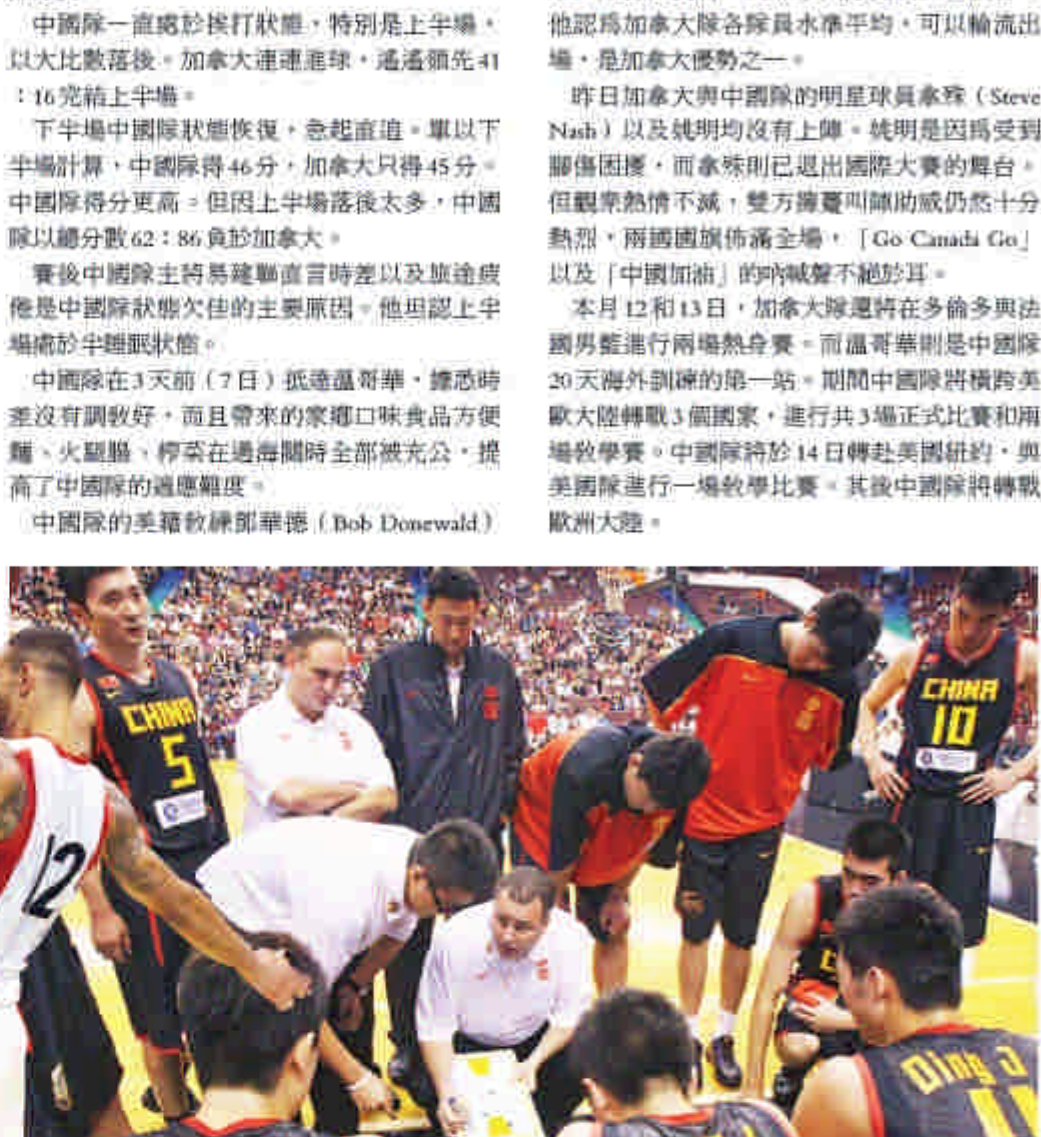 中國隊一直處於挨打狀態，特別是上半場，
以大比數落後。加拿大連連進球，遙遙領先41
：16完結上半場。
下半場中國隊狀態恢復，急起直追。單以下
半場計算，中國隊得46分，加拿大只得45分。
中國隊得分更高。但因上半場落後太多，中國
隊以總分數62：86負於加拿大。
賽後中國隊主將易建聯直言時差以及旅途疲
倦是中國隊狀態欠佳的主要原因。他坦認上半
場處於半睡眠狀態。
中國隊在3天前（7日）抵達溫哥華，據悉時
差沒有調教好，而且帶來的家鄉口味食品方便
麵、火腿腸、榨菜在過海關時全部被充公，提
高了中國隊的適應難度。
中國隊的美籍教練鄧華德（Bob Donewald）
他認為加拿大隊各隊員水準平均，可以輪流出
場，是加拿大優勢之一。
昨日加拿大與中國隊的明星球員拿殊（Steve
Nash）以及姚明均沒有上陣。姚明是因為受到
腳傷困擾，而拿殊則已退出國際大賽的舞台。
但觀眾熱情不減，雙方擁躉叫陣助威仍然十分
熱烈，兩國國旗佈滿全場，「Go Canada Go」
以及「中國加油」的吶喊聲不絕於耳。
本月12和13日，加拿大隊還將在多倫多與法
國男籃進行兩場熱身賽。而溫哥華則是中國隊
20天海外訓練的第一站。期間中國隊將橫跨美
歐大陸轉戰3個國家，進行共3場正式比賽和兩
場教學賽。中國隊將於14日轉赴美國紐約，與
美國隊進行一場教學比賽。其後中國隊將轉戰
歐洲大陸。
CHINA
5
CHINA
10
12
Ding J